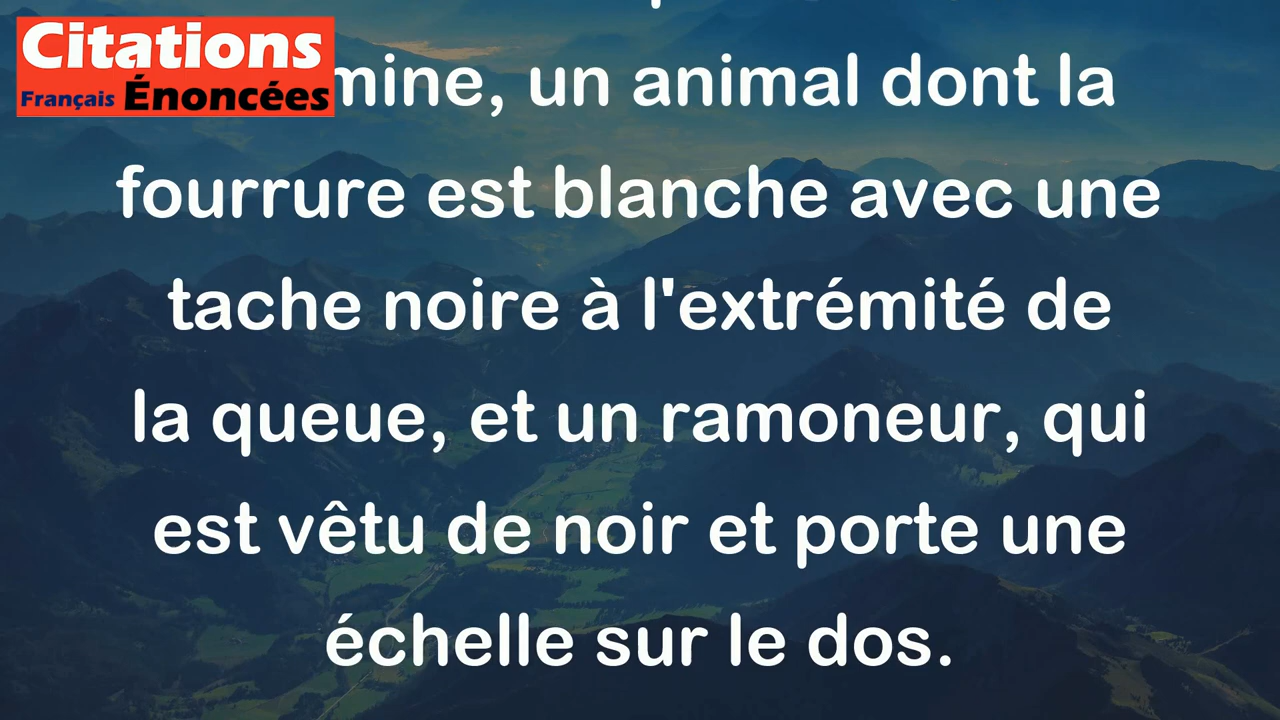 Citations
Français Énoncées
mine, un animal dont la
fourrure est blanche avec une
tache noire à l'extrémité de
la queue, et un ramoneur, qui
est vêtu de noir et porte une
échelle sur le dos.